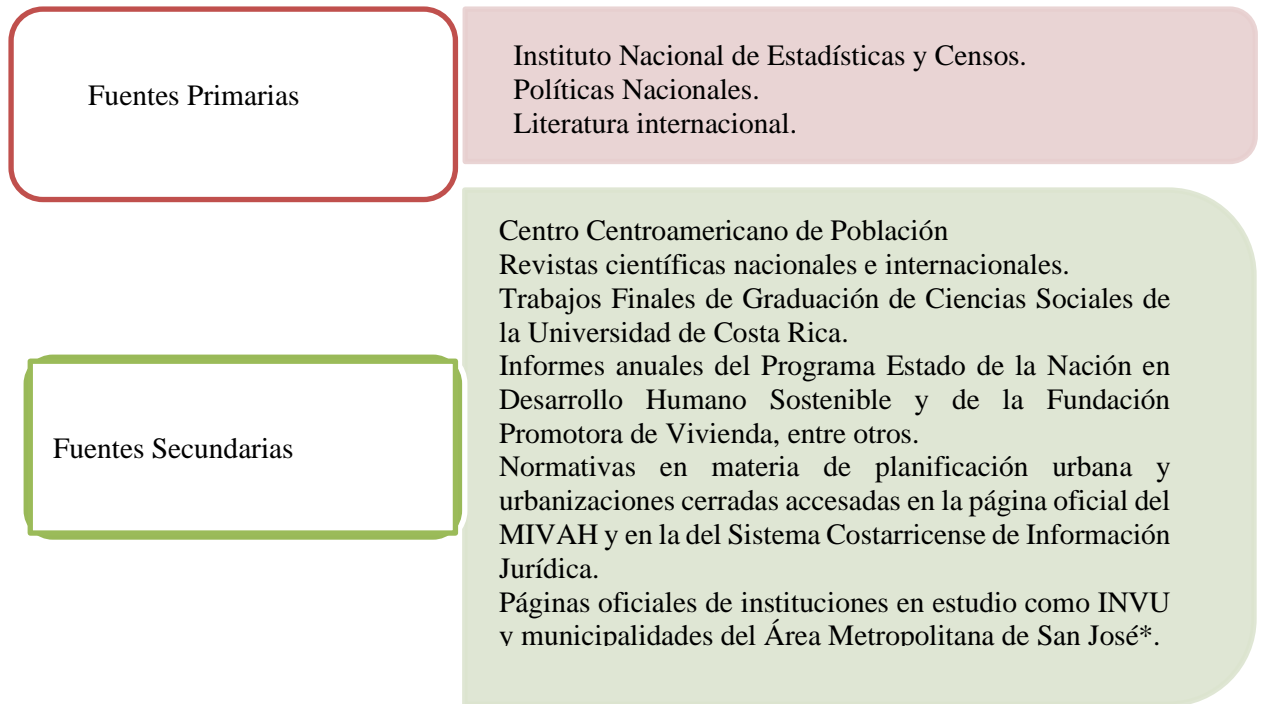 Fuentes Primarias
Instituto Nacional de Estadísticas y Censos.
Políticas Nacionales.
Literatura internacional.
Fuentes Secundarias
Centro Centroamericano de Población
Revistas científicas nacionales e internacionales.
Trabajos Finales de Graduación de Ciencias Sociales de
la Universidad de Costa Rica.
Informes anuales del Programa Estado de la Nación en
Desarrollo Humano Sostenible y de la Fundación
Promotora de Vivienda, entre otros.
Normativas en materia de planificación urbana y
urbanizaciones cerradas accesadas en la página oficial del
MIVAH y en la del Sistema Costarricense de Información
Jurídica.
Páginas oficiales de instituciones en estudio como INVU
y municipalidades del Área Metropolitana de San José*.